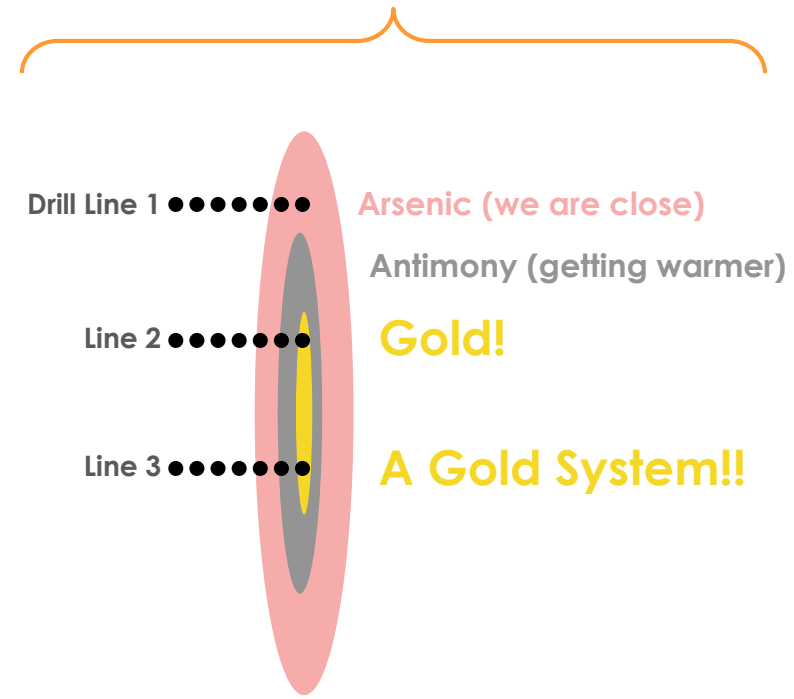 Drill Line 1
Arsenic (we are close)
Antimony (getting warmer)
Line 2
Gold!
Line 3
A Gold System!!